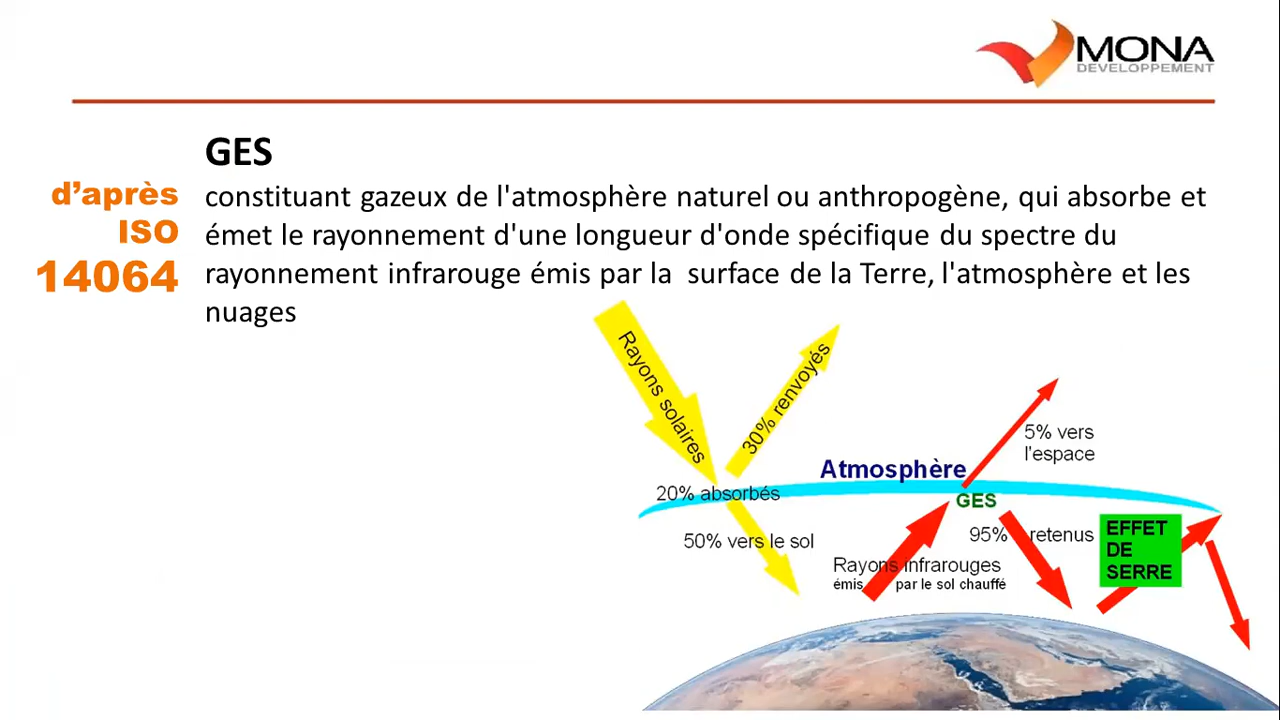 MONA
DEVELOPPEMENT
GES
d'après
ISO
14064
constituant gazeux de l'atmosphère naturel ou anthropogène, qui absorbe et
émet le rayonnement d'une longueur d'onde spécifique du spectre du
rayonnement infrarouge émis par la surface de la Terre, l'atmosphère et les
nuages
Rayons solaires
30% renvoyés
5% vers
l'espace
Atmosphère
20% absorbés
GES
50% vers le sol
95% retenus
EFFET
DE
SERRE
Rayons infrarouges
émis par le sol chauffé